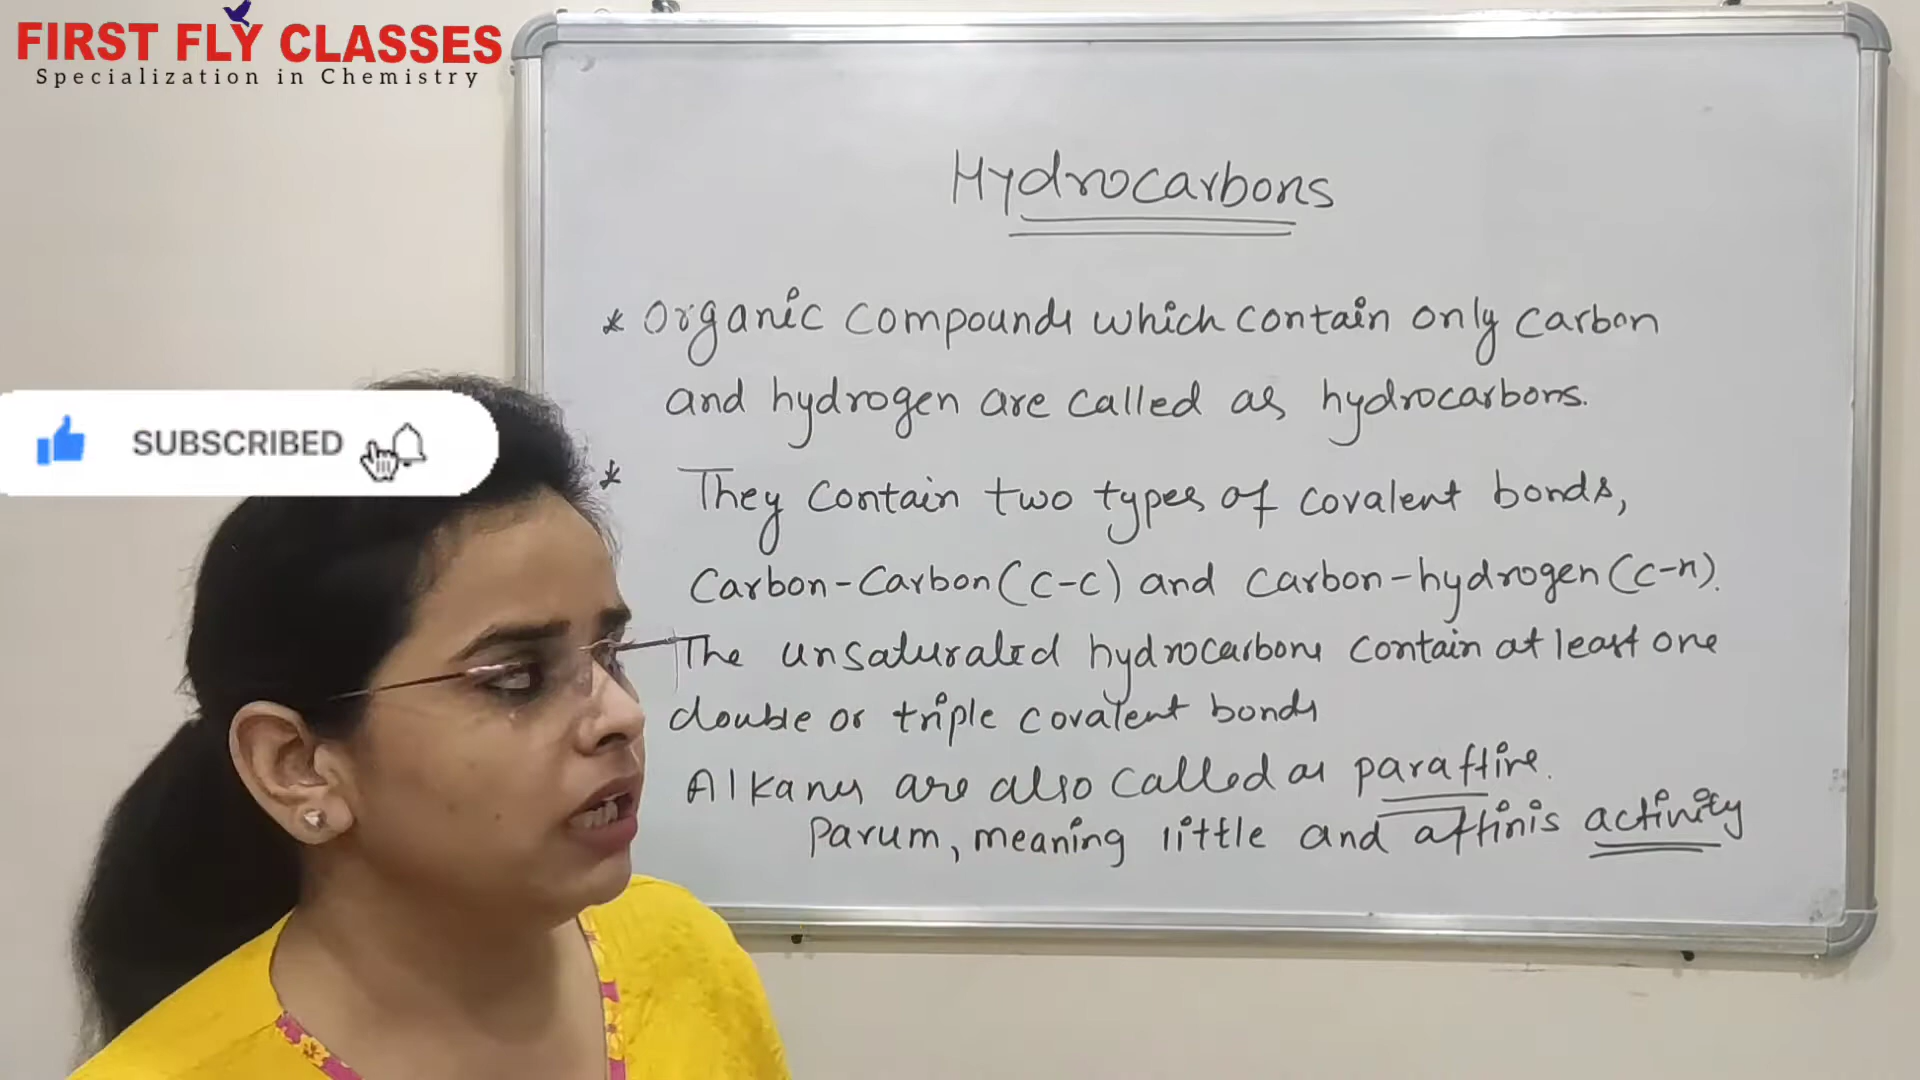 FIRST FLY CLASSES
Specialization in Chemistry
SUBSCRIBED
Hydrocarbons
* Organic compounds which contain only carbon
and hydrogen are called as hydrocarbons.
* They contain two types of covalent bonds,
Carbon-Carbon (C-C) and Carbon-hydrogen (C-H).
The unsaturated hydrocarbons contain at least one
double or triple covalent bonds
Alkanes are also called as paraffins.
Parum, meaning little and affinis activity